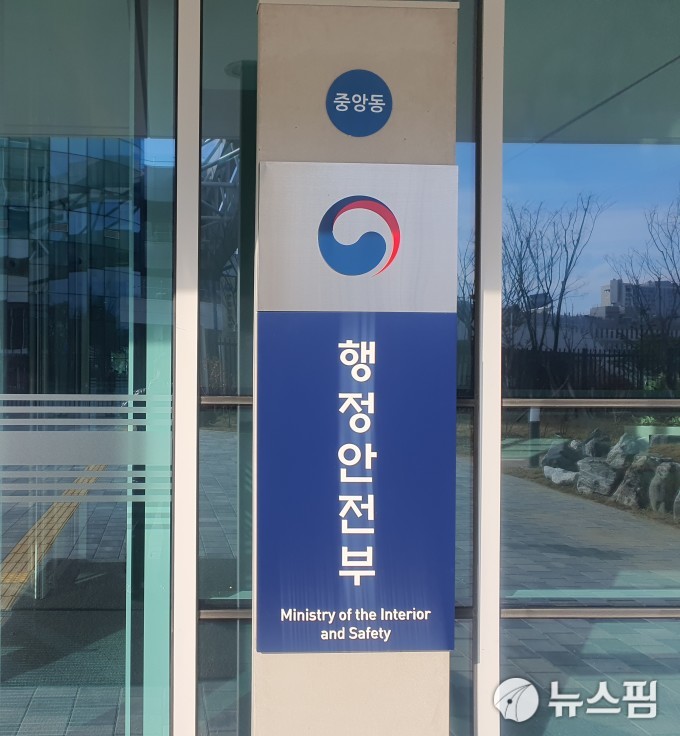 중앙동
행정안전부
Ministry of the Interior
and Safety
뉴스핌